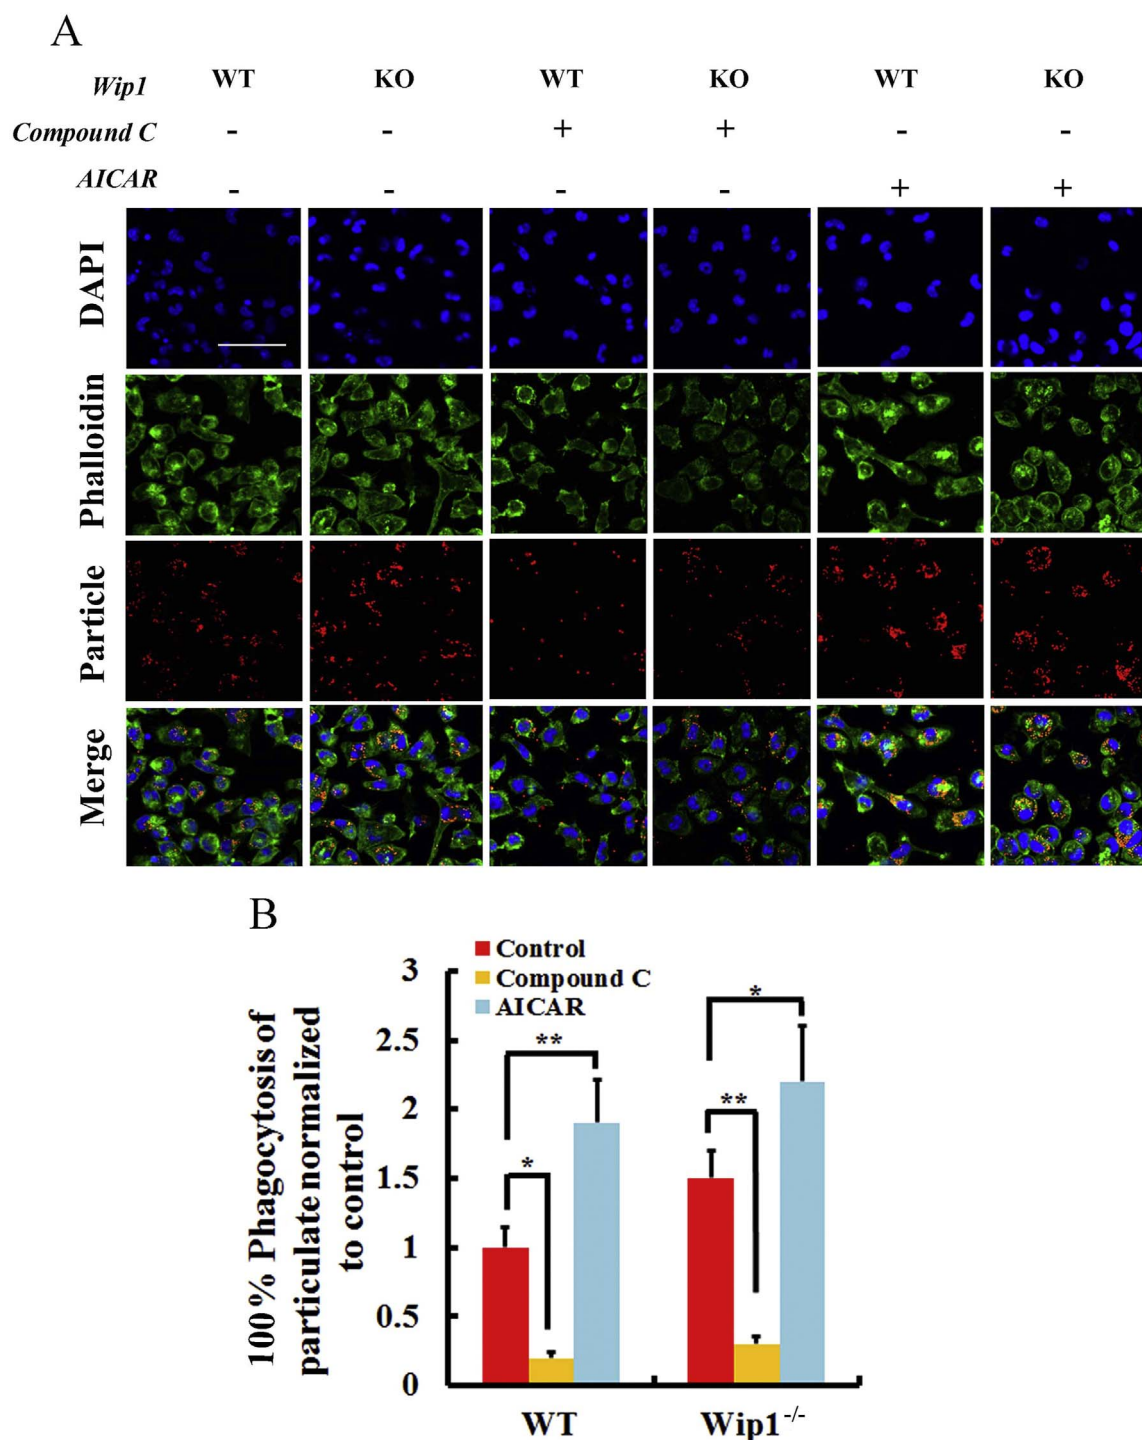 A
Wip1 WT KO WT KO WT KO
Compound C - - + + - -
AICAR - - - - + +
DAPI
Phalloidin
Particle
Merge
B
Control
Compound C
AICAR
100% Phagocytosis of
particulate normalized
to control
3
2.5
2
1.5
1
0.5
0
**
*
*
**
WT Wip1-/-